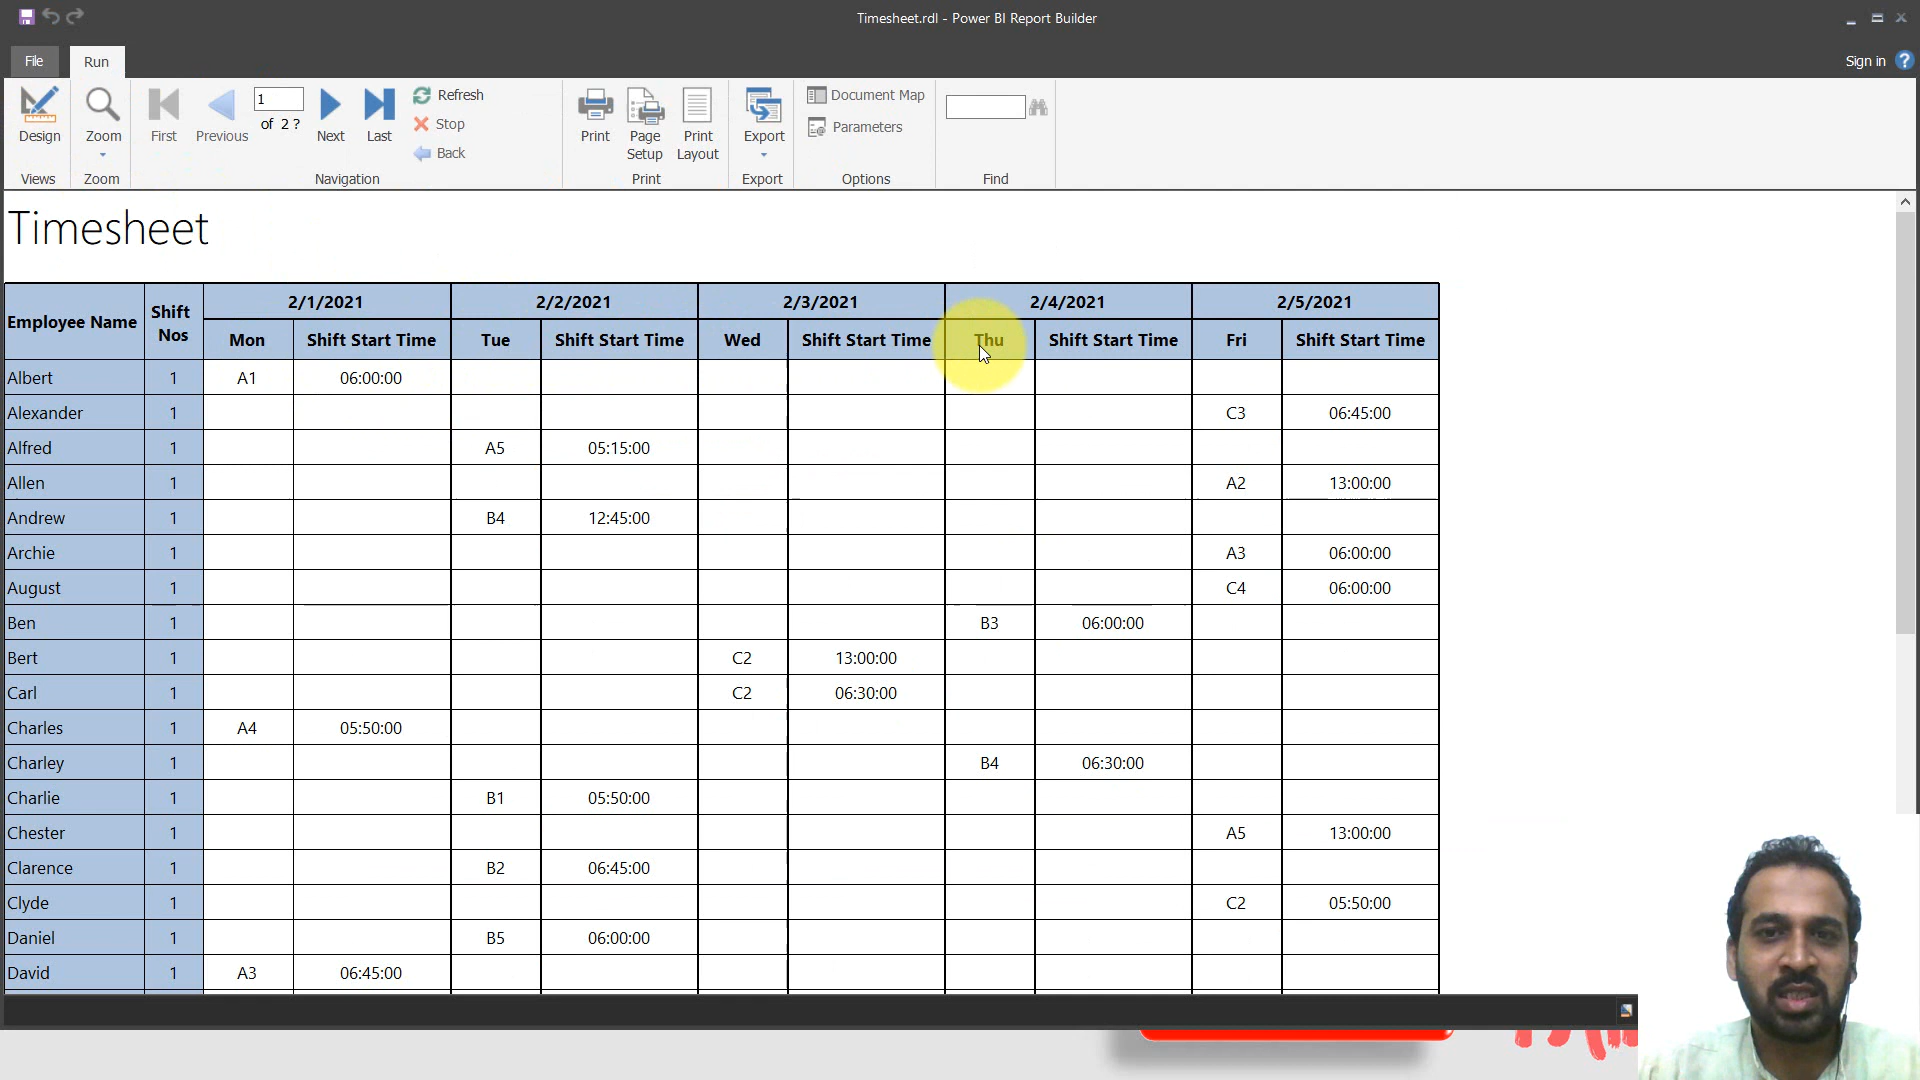 Timesheet.rdl - Power BI Report Builder
File
Run
Sign in
Design
Zoom
First
Previous
1
of 2 ?
Next
Last
Refresh
Stop
Back
Print
Page Setup
Print Layout
Export
Document Map
Parameters
Views
Zoom
Navigation
Print
Export
Options
Find
Timesheet
Employee Name Shift Nos 2/1/2021 2/2/2021 2/3/2021 2/4/2021 2/5/2021
Mon Shift Start Time Tue Shift Start Time Wed Shift Start Time Thu Shift Start Time Fri Shift Start Time
Albert 1 A1 06:00:00
Alexander 1 C3 06:45:00
Alfred 1 A5 05:15:00
Allen 1 A2 13:00:00
Andrew 1 B4 12:45:00
Archie 1 A3 06:00:00
August 1 C4 06:00:00
Ben 1 B3 06:00:00
Bert 1 C2 13:00:00
Carl 1 C2 06:30:00
Charles 1 A4 05:50:00
Charley 1 B4 06:30:00
Charlie 1 B1 05:50:00
Chester 1 A5 13:00:00
Clarence 1 B2 06:45:00
Clyde 1 C2 05:50:00
Daniel 1 B5 06:00:00
David 1 A3 06:45:00